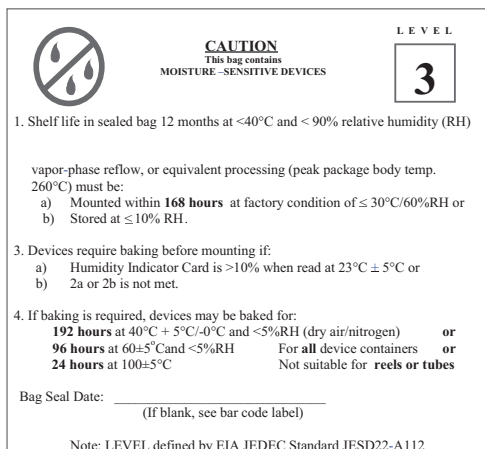 L E V E L
CAUTION
This bag contains
MOISTURE –SENSITIVE DEVICES
3
1. Shelf life in sealed bag 12 months at <40°C and < 90% relative humidity (RH)
vapor-phase reflow, or equivalent processing (peak package body temp.
260°C) must be:
a) Mounted within 168 hours at factory condition of ≤ 30°C/60%RH or
b) Stored at ≤10% RH.
3. Devices require baking before mounting if:
a) Humidity Indicator Card is >10% when read at 23°C ± 5°C or
b) 2a or 2b is not met.
4. If baking is required, devices may be baked for:
192 hours at 40°C + 5°C/-0°C and <5%RH (dry air/nitrogen) or
96 hours at 60±5°Cand <5%RH For all device containers or
24 hours at 100±5°C Not suitable for reels or tubes
Bag Seal Date: ______________________________
(If blank, see bar code label)
Note: LEVEL defined by EIA JEDEC Standard JESD22-A112